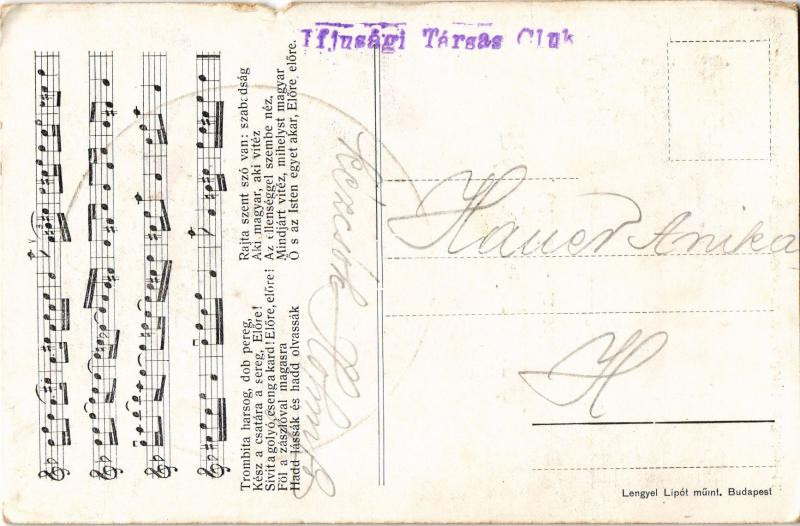 Ifjusági Társas Cluk
Trombita harsog, dob pereg,
Kész a csatára a sereg, Előre!
Sivít a golyó, cseng a kard! Előre, előre!
Föl a zászlóval magasra
Hadd lássák és hadd olvassák
Rajta szent szó van: szabadság
Aki magyar, aki vitéz
Az ellenséggel szembe néz,
Mindjárt vitéz, mihelyst magyar
Ő s az Isten egyet akar, Előre, előre.
Kézcsók
Hauer Anika
H
Lengyel Lipót műint. Budapest